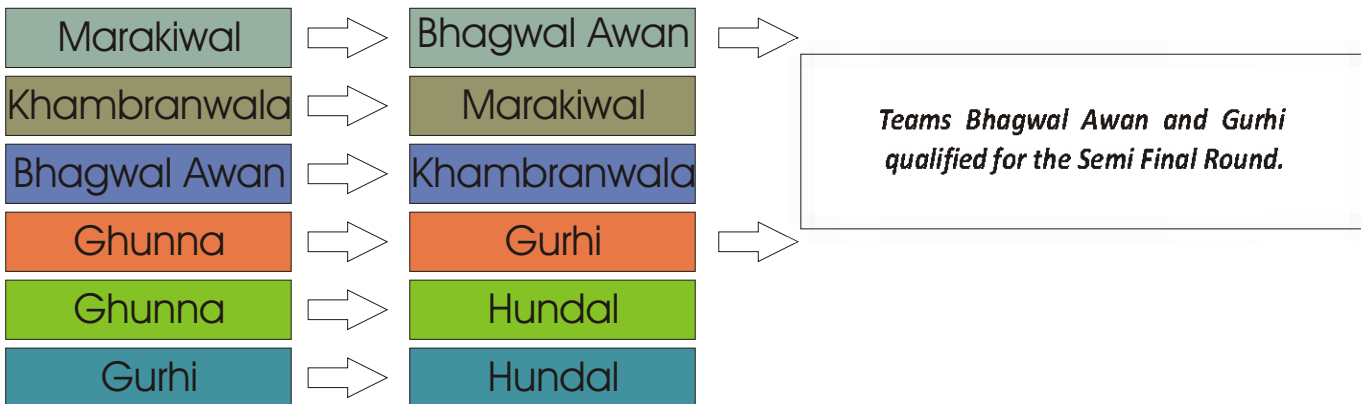 Marakiwal Bhagwal Awan
Khambranwala Marakiwal
Bhagwal Awan Khambranwala
Ghunna Gurhi
Ghunna Hundal
Gurhi Hundal
Teams Bhagwal Awan and Gurhi
qualified for the Semi Final Round.